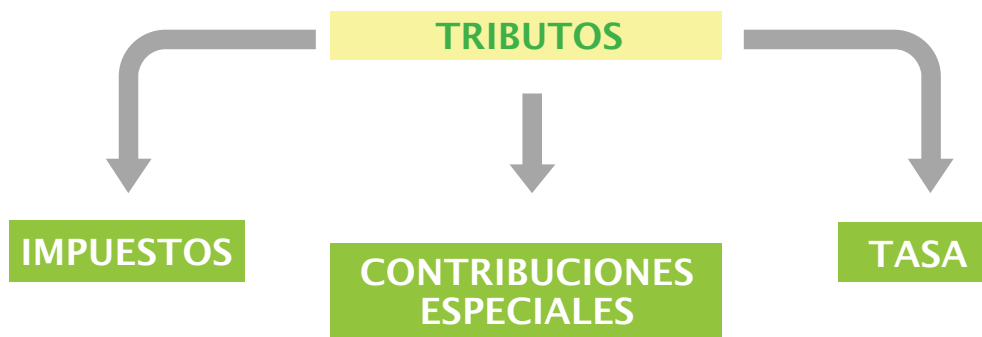 TRIBUTOS
IMPUESTOS
CONTRIBUCIONES
ESPECIALES
TASA